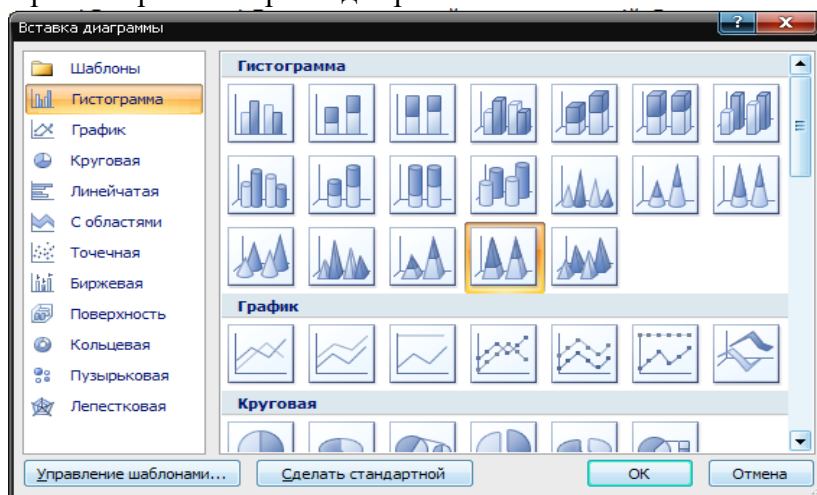 Вставка диаграммы
Шаблоны
Гистограмма
График
Круговая
Линейчатая
С областями
Точечная
Биржевая
Поверхность
Кольцевая
Пузырьковая
Лепестковая
Гистограмма
График
Круговая
Управление шаблонами...
Сделать стандартной
ОК
Отмена